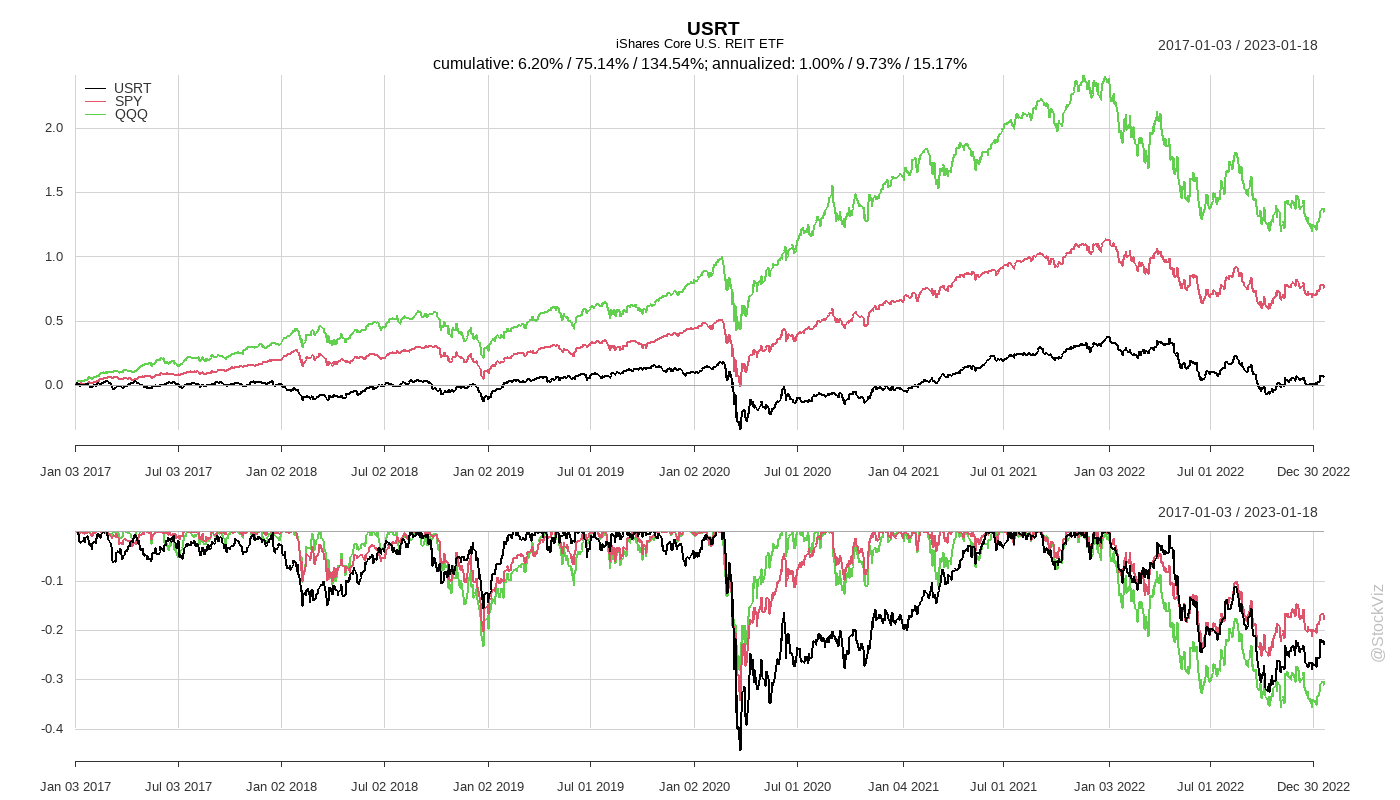 USRT
iShares Core U.S. REIT ETF
2017-01-03 / 2023-01-18
cumulative: 6.20% / 75.14% / 134.54%; annualized: 1.00% / 9.73% / 15.17%
USRT
SPY
QQQ
2.0
1.5
1.0
0.5
0.0
Jan 03 2017 Jul 03 2017 Jan 02 2018 Jul 02 2018 Jan 02 2019 Jul 01 2019 Jan 02 2020 Jul 01 2020 Jan 04 2021 Jul 01 2021 Jan 03 2022 Jul 01 2022 Dec 30 2022
2017-01-03 / 2023-01-18
-0.1
-0.2
-0.3
-0.4
Jan 03 2017 Jul 03 2017 Jan 02 2018 Jul 02 2018 Jan 02 2019 Jul 01 2019 Jan 02 2020 Jul 01 2020 Jan 04 2021 Jul 01 2021 Jan 03 2022 Jul 01 2022 Dec 30 2022
@StockViz